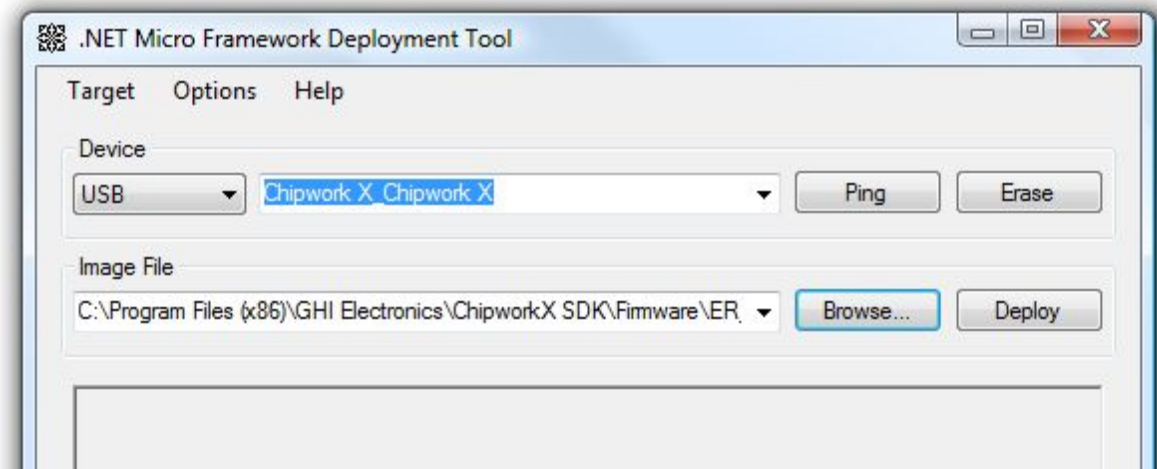 .NET Micro Framework Deployment Tool
Target Options Help
Device
USB Chipwork X_Chipwork X Ping Erase
Image File
C:\Program Files (x86)\GHI Electronics\ChipworkX SDK\Firmware\ER_ Browse... Deploy